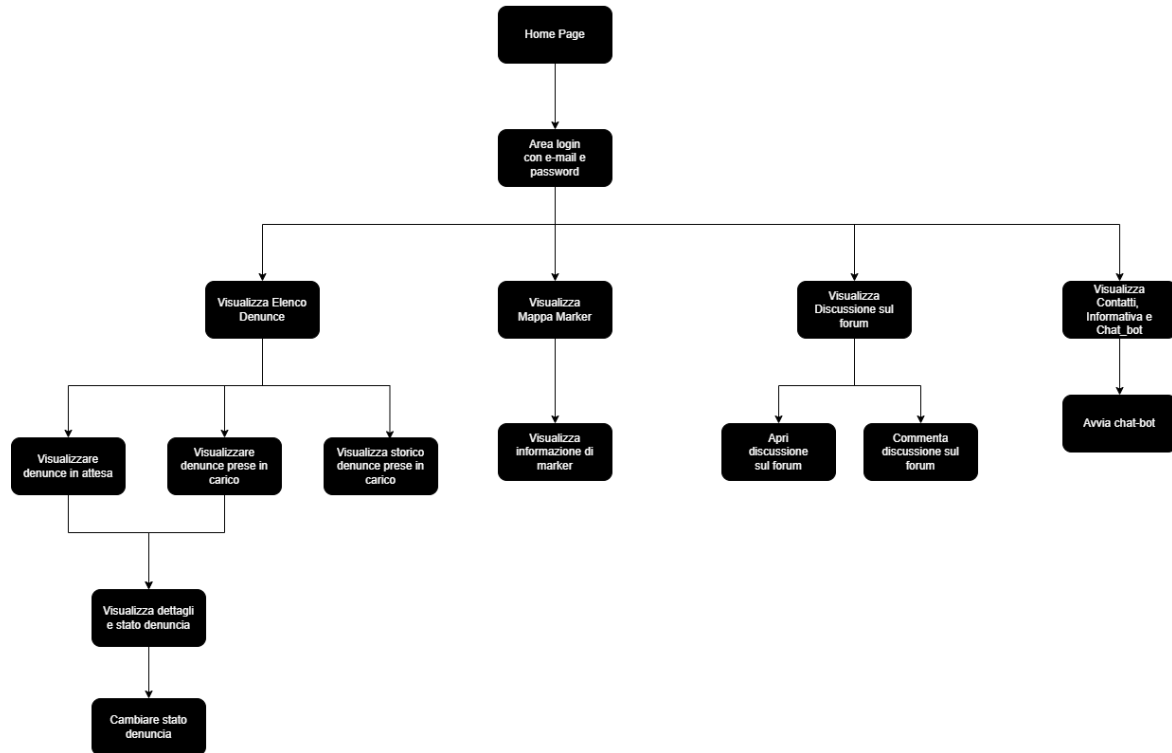 Home Page
Area login
con e-mail e
password
Visualizza Elenco
Denunce
Visualizza
Mappa Marker
Visualizza
Discussione sul
forum
Visualizza
Contatti,
Informativa e
Chat_bot
Visualizzare
denunce in attesa
Visualizzare
denunce prese in
carico
Visualizza storico
denunce prese in
carico
Visualizza
informazione di
marker
Apri
discussione
sul forum
Commenta
discussione sul
forum
Avvia chat-bot
Visualizza dettagli
e stato denuncia
Cambiare stato
denuncia